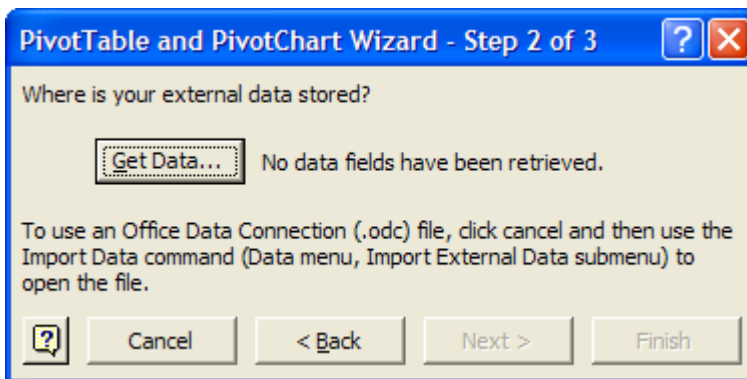 PivotTable and PivotChart Wizard - Step 2 of 3
Where is your external data stored?
Get Data... No data fields have been retrieved.
To use an Office Data Connection (.odc) file, click cancel and then use the
Import Data command (Data menu, Import External Data submenu) to
open the file.
Cancel < Back Next > Finish